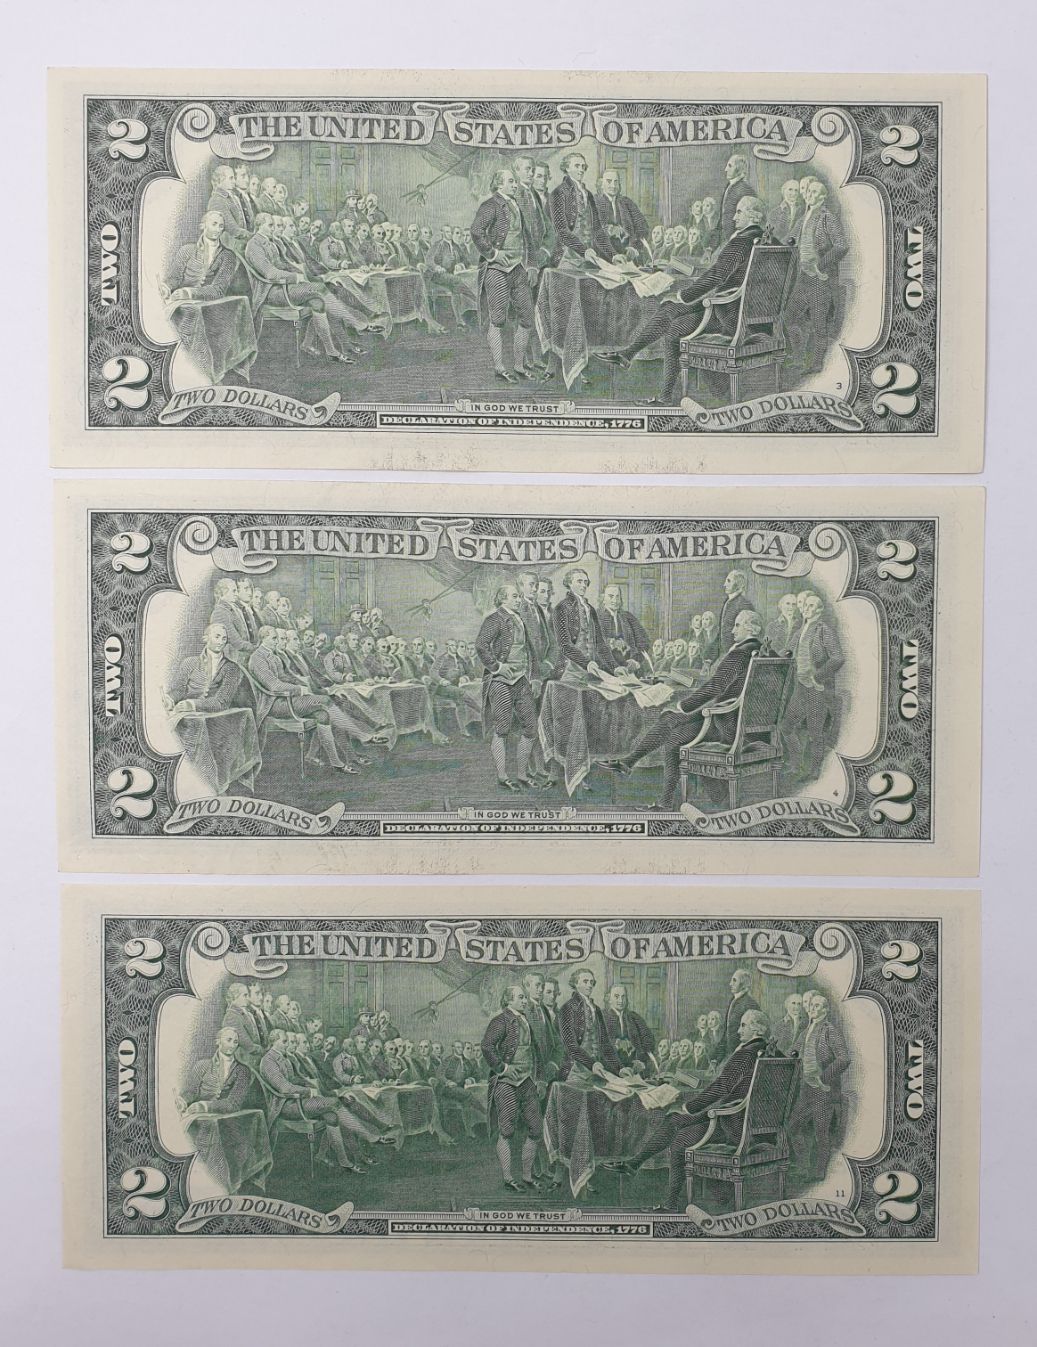 2 THE UNITED STATES OF AMERICA 2
TWO TWO
3
2 TWO DOLLARS IN GOD WE TRUST TWO DOLLARS 2
DECLARATION OF INDEPENDENCE, 1776
2 THE UNITED STATES OF AMERICA 2
TWO TWO
4
2 TWO DOLLARS IN GOD WE TRUST TWO DOLLARS 2
DECLARATION OF INDEPENDENCE, 1776
2 THE UNITED STATES OF AMERICA 2
TWO TWO
11
2 TWO DOLLARS IN GOD WE TRUST TWO DOLLARS 2
DECLARATION OF INDEPENDENCE, 1776